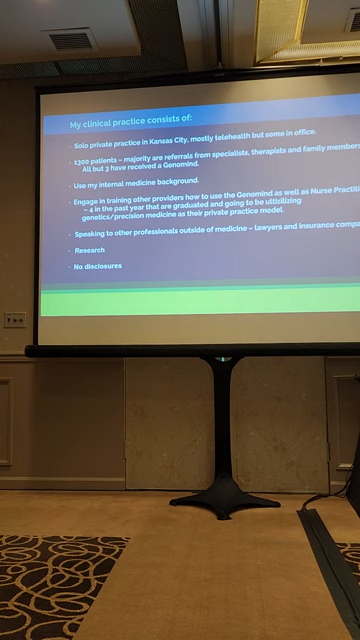 My clinical practice consists of:
Solo private practice in Kansas City, mostly telehealth but some in office.
1300 patients – majority are referrals from specialists, therapists and family members
All but 3 have received a Genomind.
Use my internal medicine background.
Engage in training other providers how to use the Genomind as well as Nurse
- 4 in the past year that are graduated and going to be ultizilizing
genetics/precision medicine as their private practice model.
Speaking to other professionals outside of medicine – lawyers and insurance
Research
No disclosures